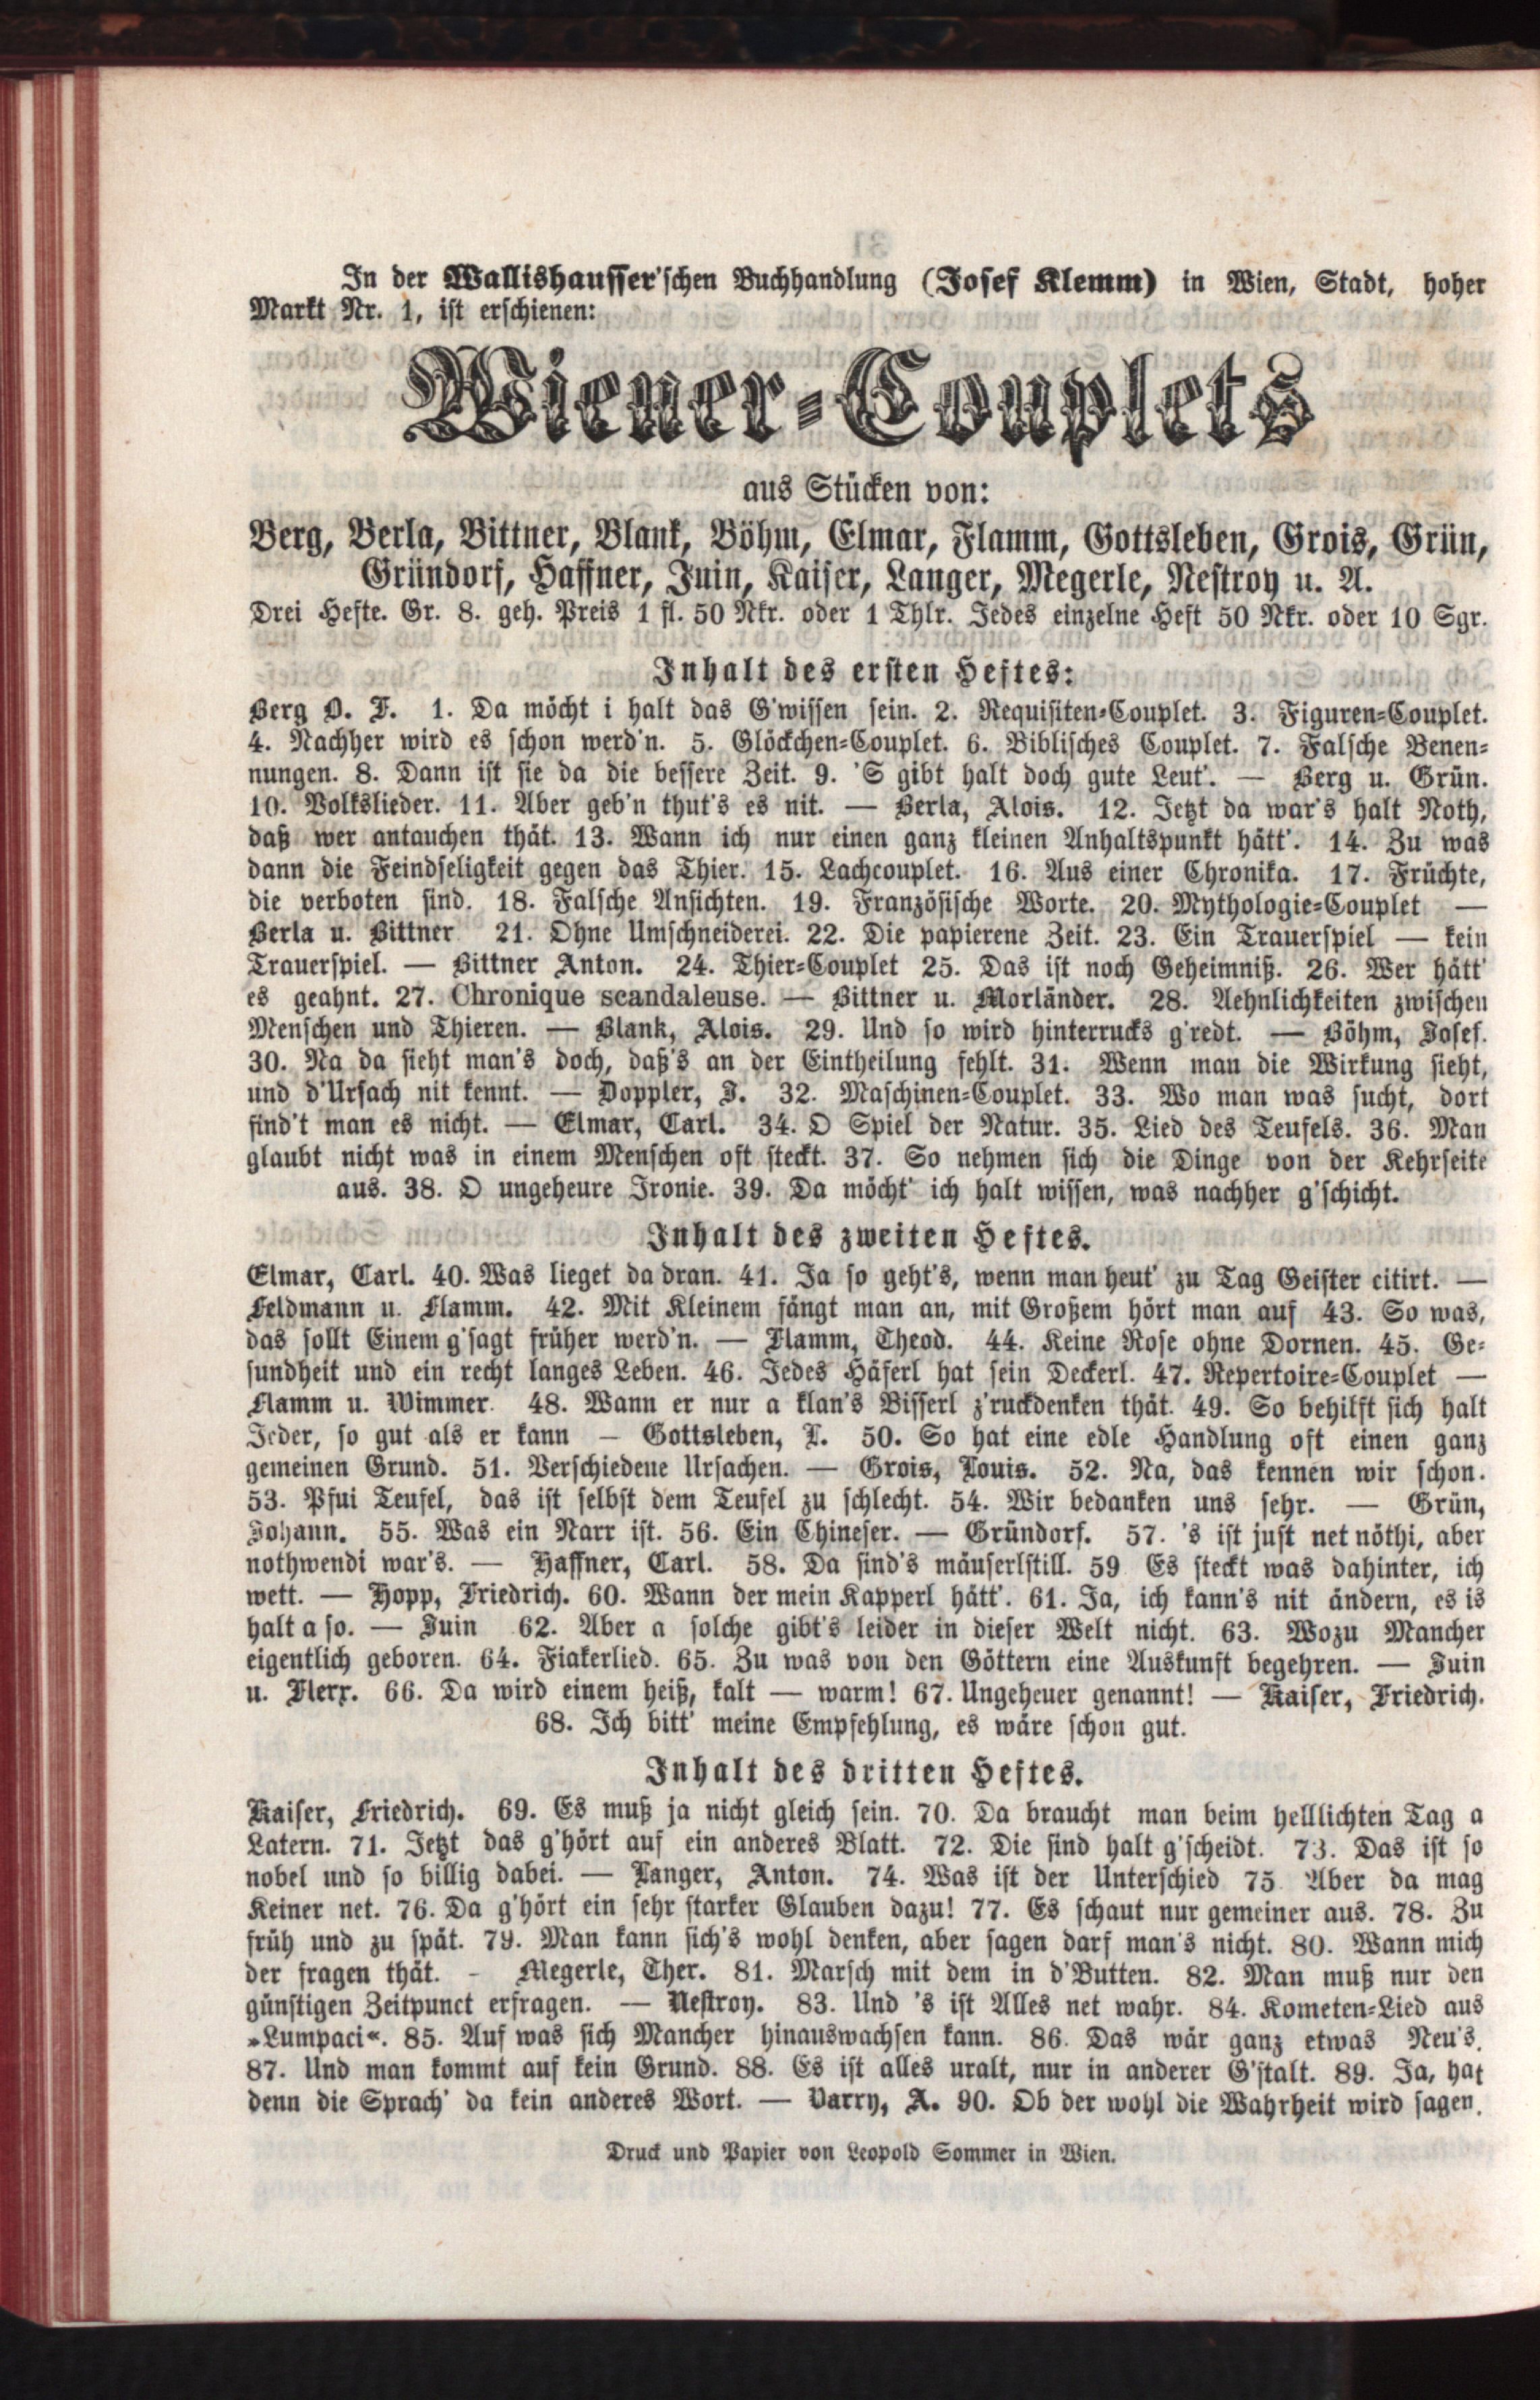 In der Wallishausser'schen Buchhandlung (Josef Klemm) in Wien, Stadt, hoher
Markt Nr. 1, ist erschienen:
Wiener-Couplets
aus Stücken von:
Berg, Berla, Bittner, Blank, Böhm, Elmar, Flamm, Gottsleben, Grois, Grün,
Gründorf, Haffner, Juin, Kaiser, Langer, Megerle, Nestroy u. A.
Drei Hefte. Gr. 8. geh. Preis 1 fl. 50 Nkr. oder 1 Thlr. Jedes einzelne Heft 50 Nkr. oder 10 Sgr.
Inhalt des ersten Heftes:
Berg O. F. 1. Da möcht i halt das G'wissen sein. 2. Requisiten-Couplet. 3. Figuren-Couplet.
4. Nachher wird es schon werd'n. 5. Glöckchen-Couplet. 6. Biblisches Couplet. 7. Falsche Benen-
nungen. 8. Dann ist sie da die bessere Zeit. 9. 'S gibt halt doch gute Leut'. — Berg u. Grün.
10. Volkslieder. 11. Aber geb'n thut's es nit. — Berla, Alois. 12. Jetzt da war's halt Noth,
daß wer antauchen thät. 13. Wann ich nur einen ganz kleinen Anhaltspunkt hätt'. 14. Zu was
dann die Feindseligkeit gegen das Thier. 15. Lachcouplet. 16. Aus einer Chronika. 17. Früchte,
die verboten sind. 18. Falsche Ansichten. 19. Französische Worte. 20. Mythologie-Couplet —
Berla u. Bittner 21. Ohne Umschneiderei. 22. Die papierene Zeit. 23. Ein Trauerspiel — kein
Trauerspiel. — Bittner Anton. 24. Thier-Couplet 25. Das ist noch Geheimniß. 26. Wer hätt'
es geahnt. 27. Chronique scandaleuse. — Bittner u. Morländer. 28. Aehnlichkeiten zwischen
Menschen und Thieren. — Blank, Alois. 29. Und so wird hinterrucks g'redt. — Böhm, Josef.
30. Na da sieht man's doch, daß's an der Eintheilung fehlt. 31. Wenn man die Wirkung sieht,
und d'Ursach nit kennt. — Doppler, J. 32. Maschinen-Couplet. 33. Wo man was sucht, dort
find't man es nicht. — Elmar, Carl. 34. O Spiel der Natur. 35. Lied des Teufels. 36. Man
glaubt nicht was in einem Menschen oft steckt. 37. So nehmen sich die Dinge von der Kehrseite
aus. 38. O ungeheure Ironie. 39. Da möcht' ich halt wissen, was nachher g'schicht.
Inhalt des zweiten Heftes.
Elmar, Carl. 40. Was lieget da dran. 41. Ja so geht's, wenn man heut' zu Tag Geister citirt. —
Feldmann u. Flamm. 42. Mit Kleinem fängt man an, mit Großem hört man auf 43. So was,
das sollt Einem g'sagt früher werd'n. — Flamm, Theod. 44. Keine Rose ohne Dornen. 45. Ge-
sundheit und ein recht langes Leben. 46. Jedes Häferl hat sein Deckerl. 47. Repertoire-Couplet —
Flamm u. Wimmer. 48. Wann er nur a klan's Bisserl z'ruckdenken thät. 49. So behilft sich halt
Jeder, so gut als er kann — Gottsleben, L. 50. So hat eine edle Handlung oft einen ganz
gemeinen Grund. 51. Verschiedene Ursachen. — Grois, Louis. 52. Na, das kennen wir schon.
53. Pfui Teufel, das ist selbst dem Teufel zu schlecht. 54. Wir bedanken uns sehr. — Grün,
Johann. 55. Was ein Narr ist. 56. Ein Chineser. — Gründorf. 57. 's ist just net nöthi, aber
nothwendi war's. — Haffner, Carl. 58. Da sind's mäuserlstill. 59 Es steckt was dahinter, ich
wett. — Hopp, Friedrich. 60. Wann der mein Kapperl hätt'. 61. Ja, ich kann's nit ändern, es is
halt a so. — Juin 62. Aber a solche gibt's leider in dieser Welt nicht. 63. Wozu Mancher
eigentlich geboren. 64. Fiakerlied. 65. Zu was von den Göttern eine Auskunft begehren. — Juin
u. Flerx. 66. Da wird einem heiß, kalt — warm! 67. Ungeheuer genannt! — Kaiser, Friedrich.
68. Ich bitt' meine Empfehlung, es wäre schon gut.
Inhalt des dritten Heftes.
Kaiser, Friedrich. 69. Es muß ja nicht gleich sein. 70. Da braucht man beim helllichten Tag a
Latern. 71. Jetzt das g'hört auf ein anderes Blatt. 72. Die sind halt g'scheidt. 73. Das ist so
nobel und so billig dabei. — Langer, Anton. 74. Was ist der Unterschied 75 Aber da mag
Keiner net. 76. Da g'hört ein sehr starker Glauben dazu! 77. Es schaut nur gemeiner aus. 78. Zu
früh und zu spät. 79. Man kann sich's wohl denken, aber sagen darf man's nicht. 80. Wann mich
der fragen thät. - Megerle, Ther. 81. Marsch mit dem in d'Butten. 82. Man muß nur den
günstigen Zeitpunct erfragen. — Nestroy. 83. Und 's ist Alles net wahr. 84. Kometen-Lied aus
»Lumpaci«. 85. Auf was sich Mancher hinauswachsen kann. 86. Das wär ganz etwas Neu's.
87. Und man kommt auf kein Grund. 88. Es ist alles uralt, nur in anderer G'stalt. 89. Ja, hat
denn die Sprach' da kein anderes Wort. — Varry, A. 90. Ob der wohl die Wahrheit wird sagen.
Druck und Papier von Leopold Sommer in Wien.